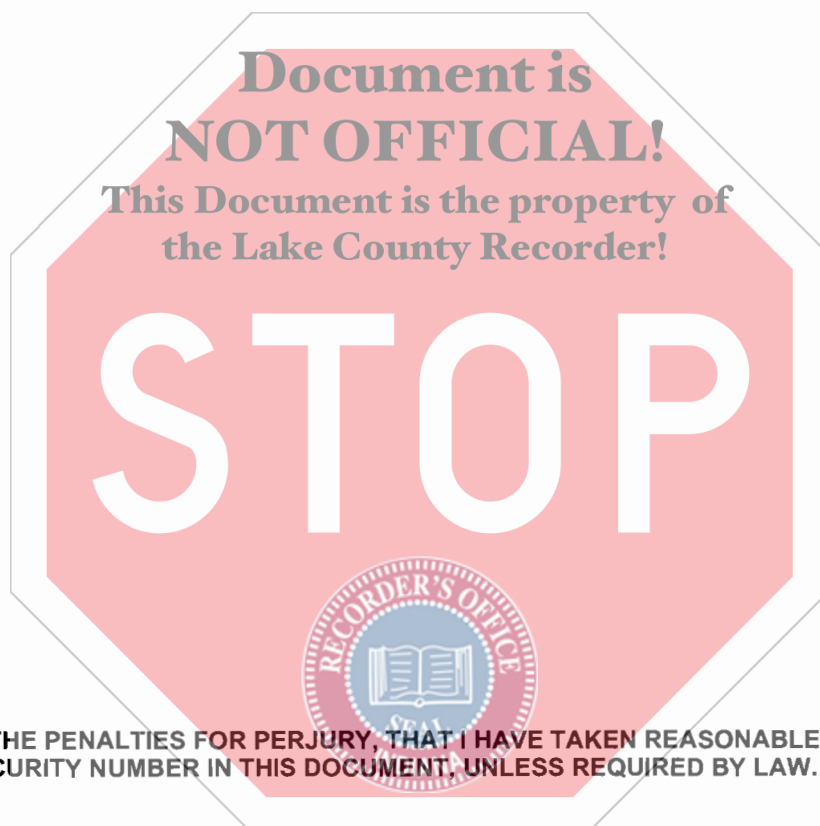 Document is
NOT OFFICIAL!
This Document is the property of
the Lake County Recorder!
STOP
RECORDER'S OFFICE
SEAL
THE PENALTIES FOR PERJURY, THAT I HAVE TAKEN REASONABLE
CURITY NUMBER IN THIS DOCUMENT, UNLESS REQUIRED BY LAW.